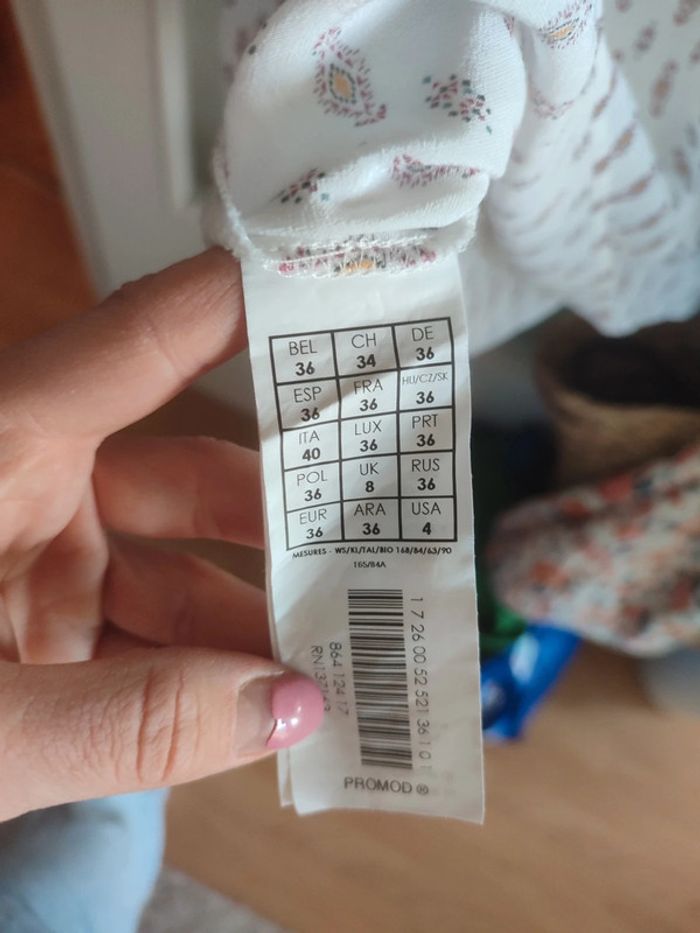 BEL CH DE
36 34 36
ESP FRA HU/CZ/SK
36 36 36
ITA LUX PRT
40 36 36
POL UK RUS
36 8 36
EUR ARA USA
36 36 4
MESURES - WS/KL/TAL/BIO 168/84/63/90
165/84A
1 7 26 00 52 521 36 1 0
864 124 17
PROMOD ®